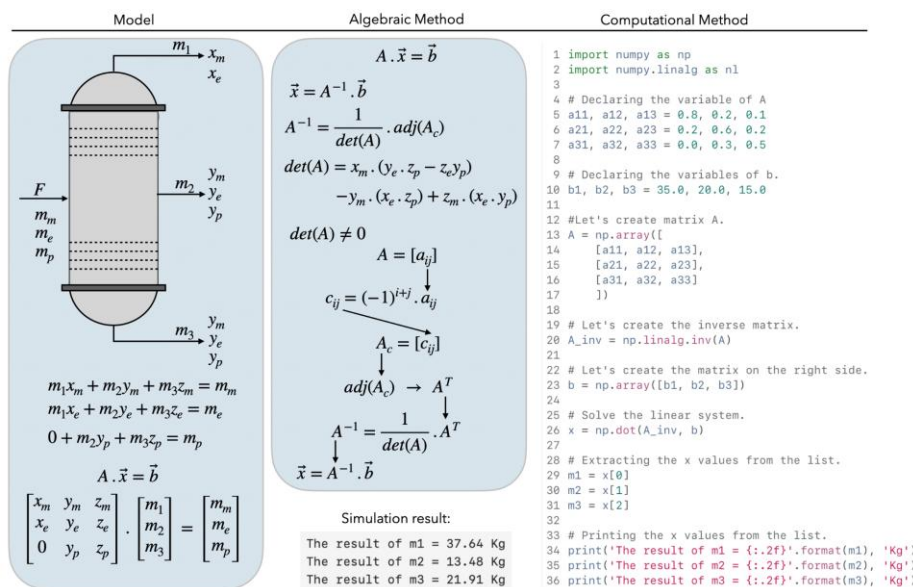 Model
m₁ xₘ
xₑ
F
mₘ
mₑ
mₚ
m₂ yₘ
yₑ
yₚ
m₃ yₘ
yₑ
yₚ
m₁xₘ + m₂yₘ + m₃zₘ = mₘ
m₁xₑ + m₂yₑ + m₃zₑ = mₑ
0 + m₂yₚ + m₃zₚ = mₚ
A . x⃗ = b⃗
[xₘ yₘ zₘ] [m₁] [mₘ]
[xₑ yₑ zₑ] . [m₂] = [mₑ]
[0 yₚ zₚ] [m₃] [mₚ]
Algebraic Method
A . x⃗ = b⃗
x⃗ = A⁻¹ . b⃗
A⁻¹ = 1/det(A) . adj(A_c)
det(A) = xₘ . (yₑ . zₚ − zₑyₚ)
−yₘ . (xₑ . zₚ) + zₘ . (xₑ . yₚ)
det(A) ≠ 0
A = [aᵢⱼ]
cᵢⱼ = (−1)ⁱ⁺ʲ . aᵢⱼ
A_c = [cᵢⱼ]
adj(A_c) → Aᵀ
A⁻¹ = 1/det(A) . Aᵀ
x⃗ = A⁻¹ . b⃗
Simulation result:
The result of m1 = 37.64 Kg
The result of m2 = 13.48 Kg
The result of m3 = 21.91 Kg
Computational Method
1 import numpy as np
2 import numpy.linalg as nl
3
4 # Declaring the variable of A
5 a11, a12, a13 = 0.8, 0.2, 0.1
6 a21, a22, a23 = 0.2, 0.6, 0.2
7 a31, a32, a33 = 0.0, 0.3, 0.5
8
9 # Declaring the variables of b.
10 b1, b2, b3 = 35.0, 20.0, 15.0
11
12 #Let's create matrix A.
13 A = np.array([
14 [a11, a12, a13],
15 [a21, a22, a23],
16 [a31, a32, a33]
17 ])
18
19 # Let's create the inverse matrix.
20 A_inv = np.linalg.inv(A)
21
22 # Let's create the matrix on the right side.
23 b = np.array([b1, b2, b3])
24
25 # Solve the linear system.
26 x = np.dot(A_inv, b)
27
28 # Extracting the x values from the list.
29 m1 = x[0]
30 m2 = x[1]
31 m3 = x[2]
32
33 # Printing the x values from the list.
34 print('The result of m1 = {:.2f}'.format(m1), 'Kg')
35 print('The result of m2 = {:.2f}'.format(m2), 'Kg')
36 print('The result of m3 = {:.2f}'.format(m3), 'Kg')